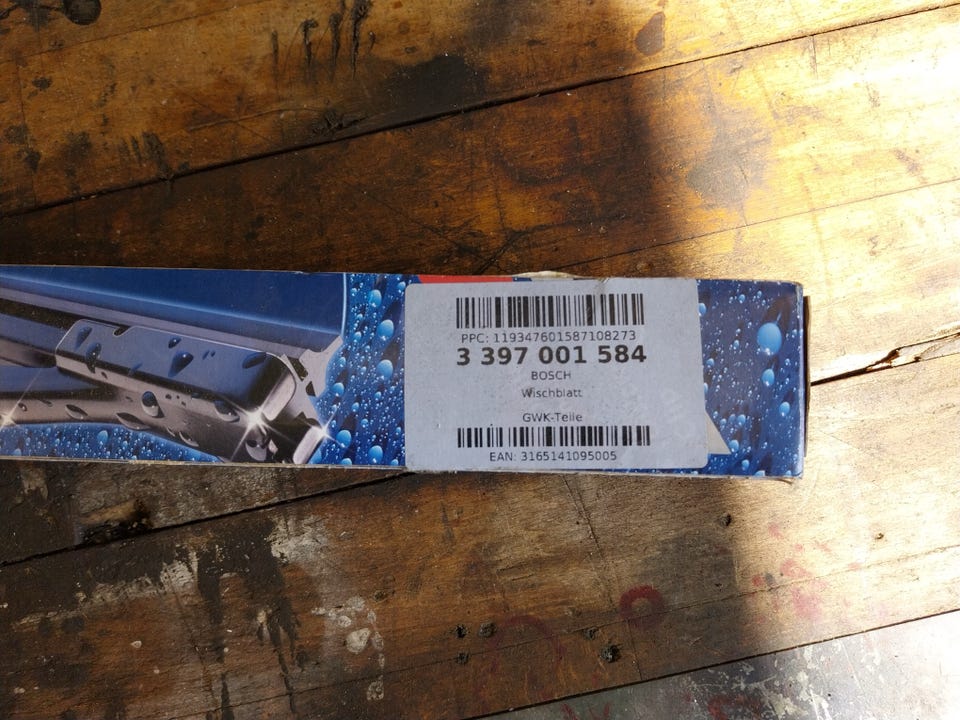 PPC: 119347601587108273
3 397 001 584
BOSCH
Wischblatt
GWK-Teile
EAN: 3165141095005